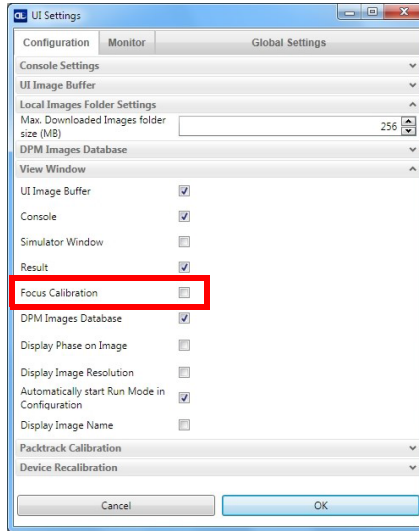 UI Settings
Configuration Monitor Global Settings
Console Settings
UI Image Buffer
Local Images Folder Settings
Max. Downloaded Images folder
size (MB)
256
DPM Images Database
View Window
UI Image Buffer
Console
Simulator Window
Result
Focus Calibration
DPM Images Database
Display Phase on Image
Display Image Resolution
Automatically start Run Mode in
Configuration
Display Image Name
Packtrack Calibration
Device Recalibration
Cancel OK